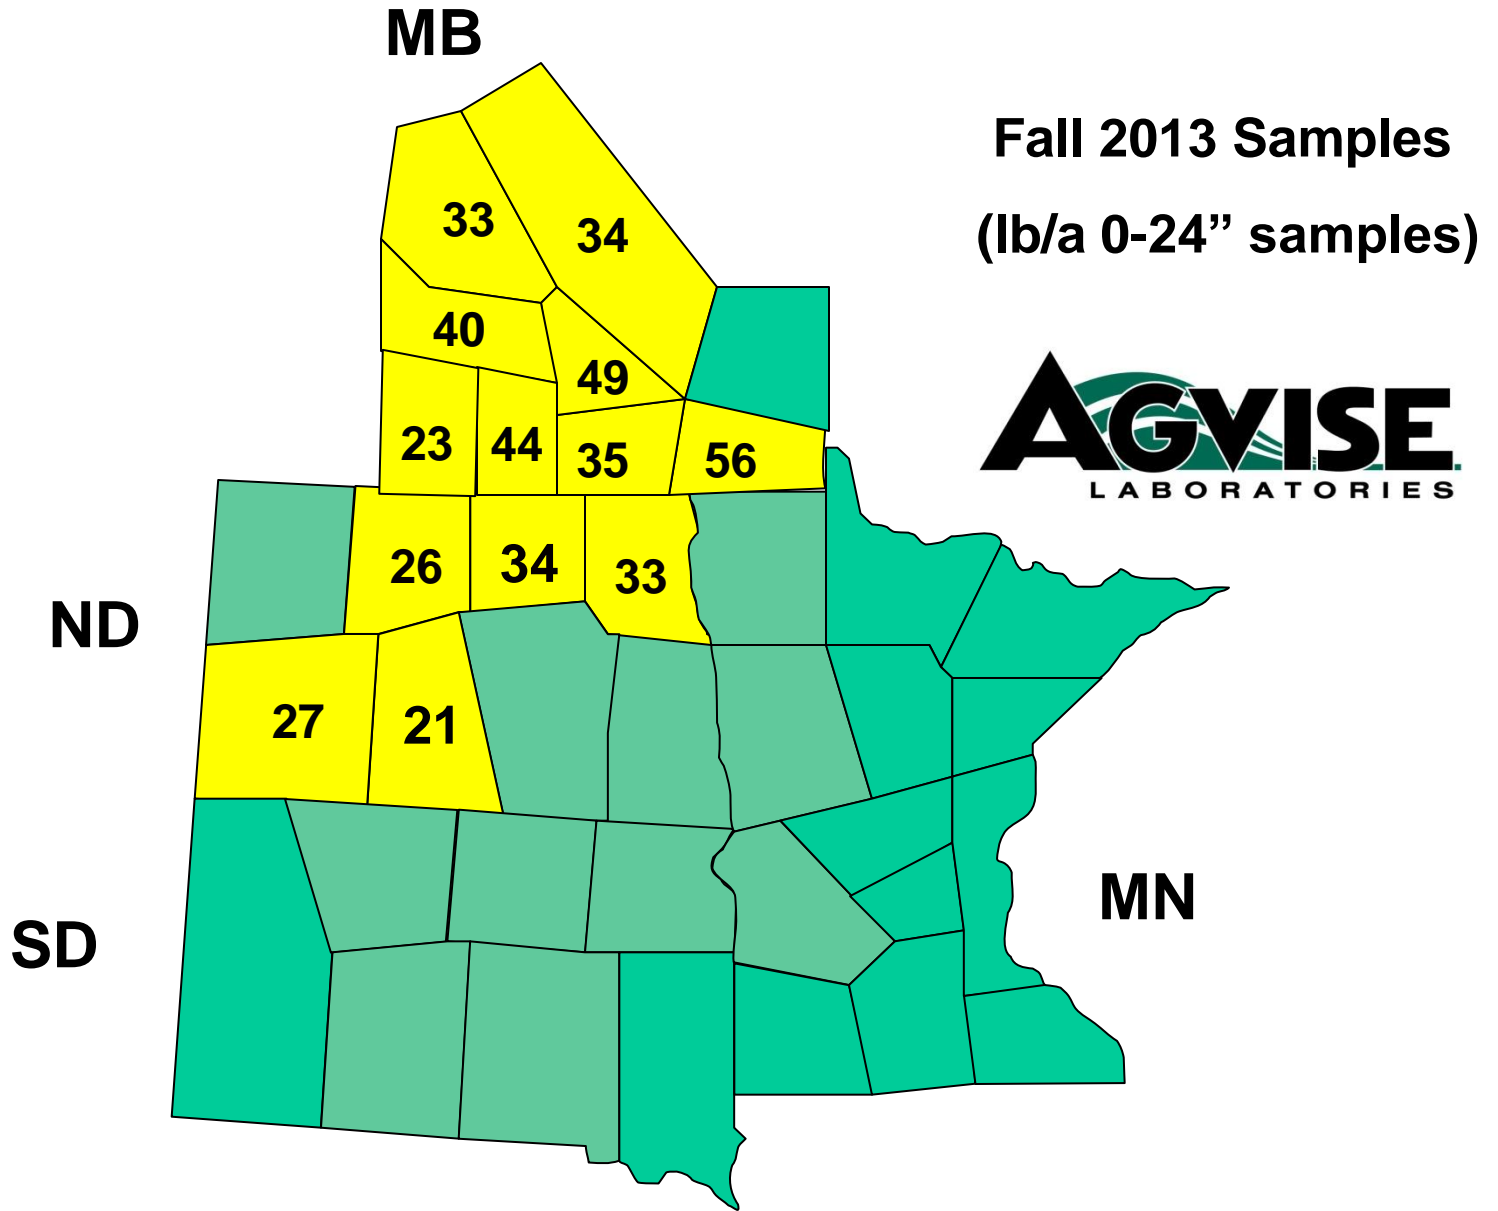 MB
Fall 2013 Samples
(lb/a 0-24” samples)
33
34
40
49
23
44
35
56
AGVISE
LABORATORIES
26
34
33
ND
27
21
MN
SD